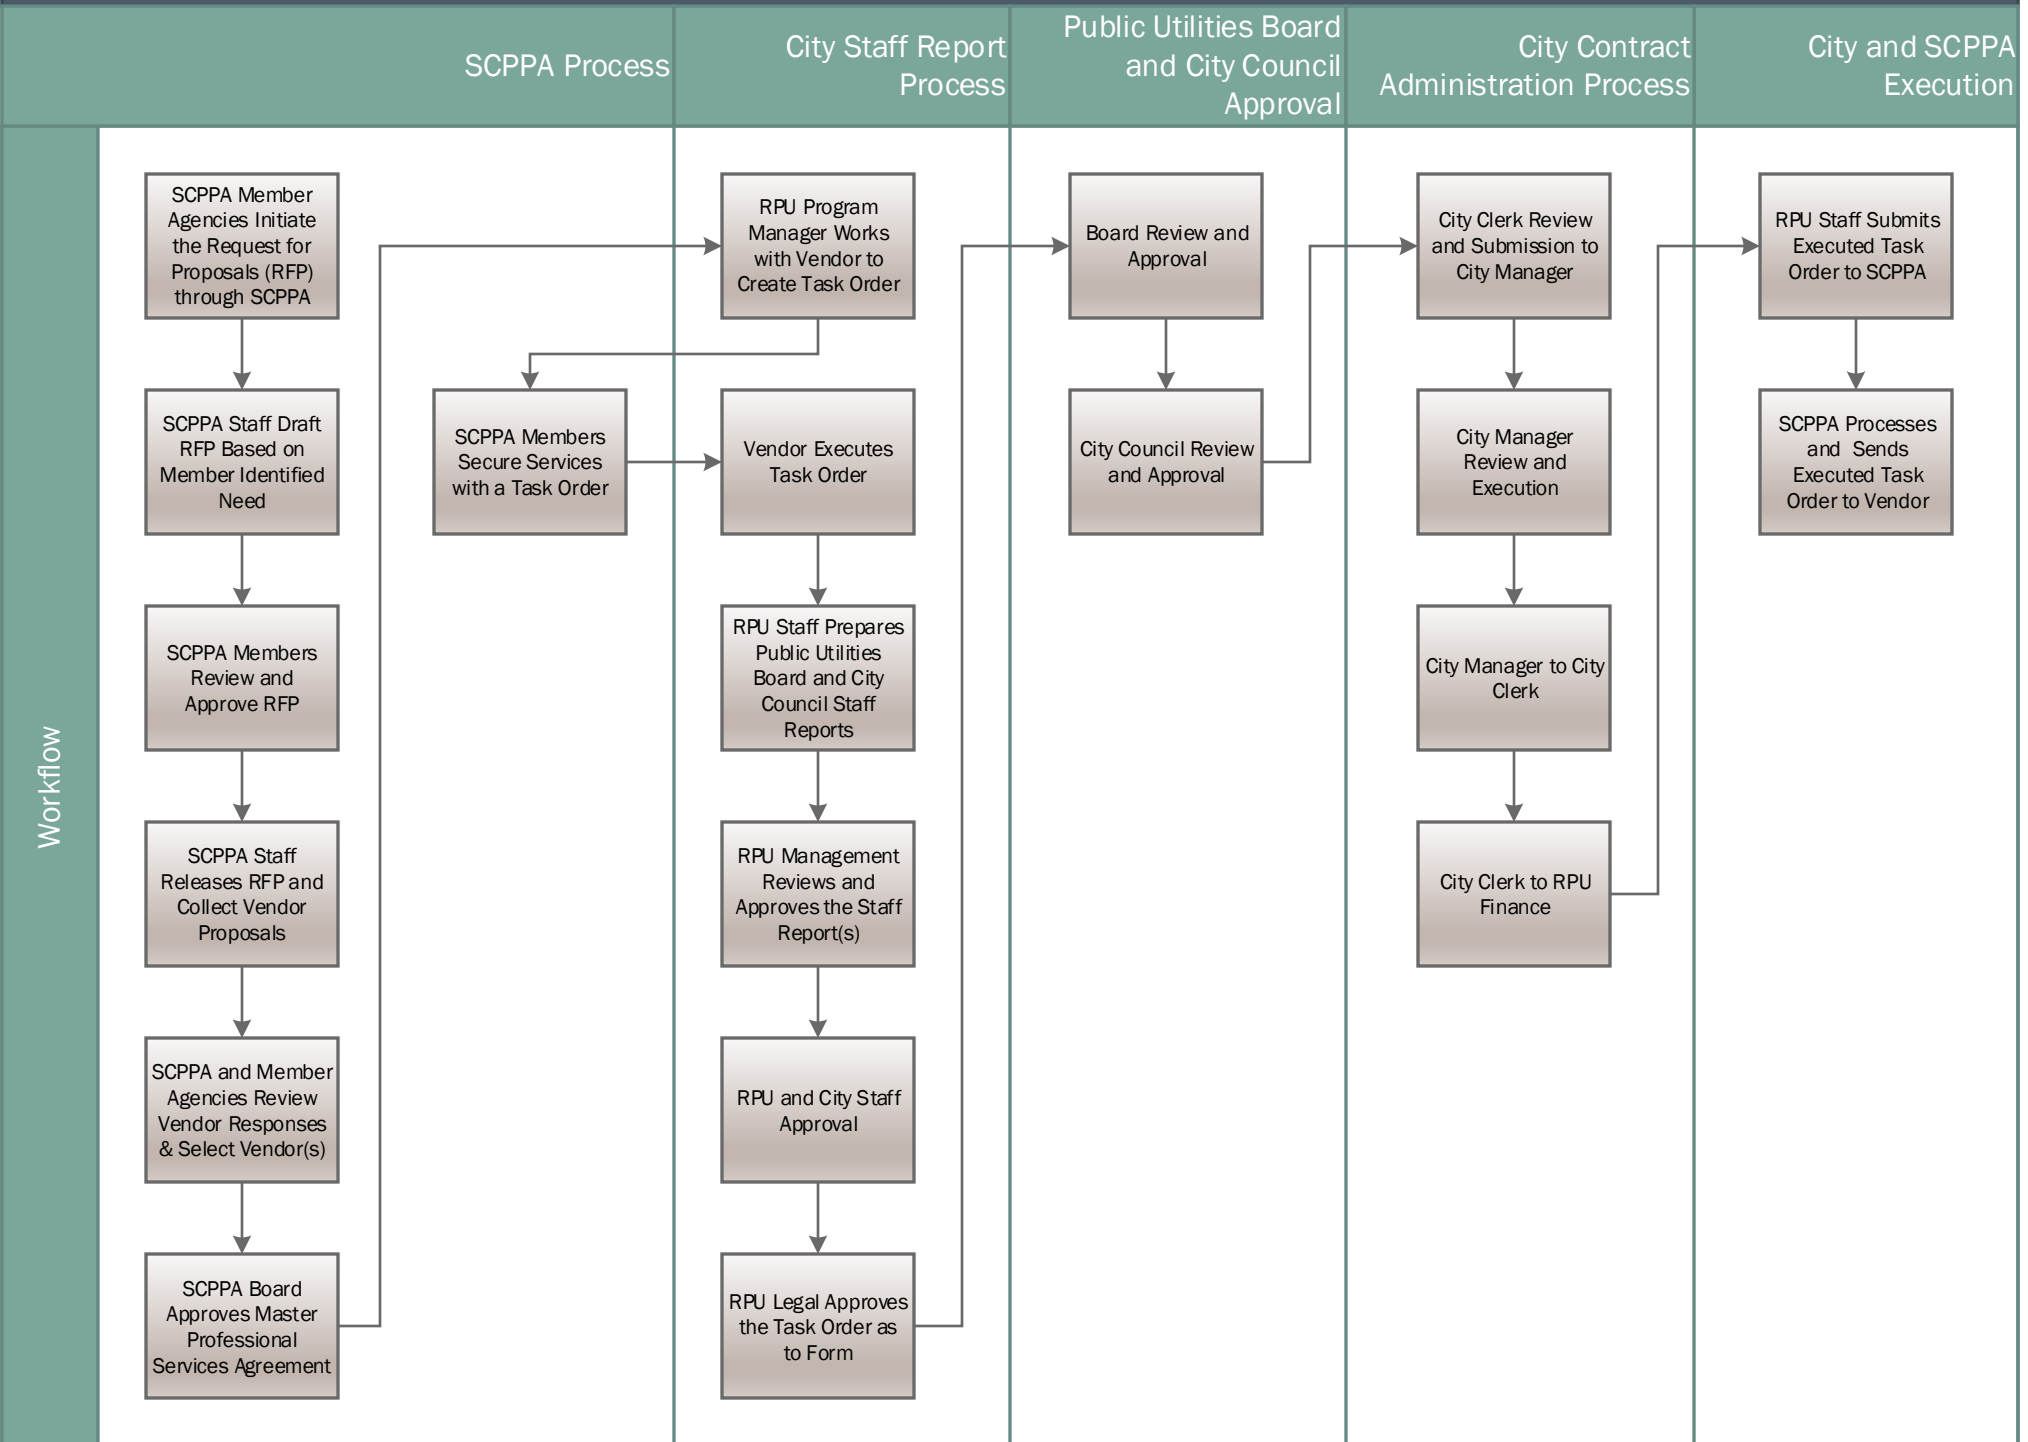 SCPPA Process
City Staff Report
Process
Public Utilities Board
and City Council
Approval
City Contract
Administration Process
City and SCPPA
Execution
Workflow
SCPPA Member
Agencies Initiate
the Request for
Proposals (RFP)
through SCPPA
SCPPA Staff Draft
RFP Based on
Member Identified
Need
SCPPA Members
Review and
Approve RFP
SCPPA Staff
Releases RFP and
Collect Vendor
Proposals
SCPPA and Member
Agencies Review
Vendor Responses
& Select Vendor(s)
SCPPA Board
Approves Master
Professional
Services Agreement
RPU Program
Manager Works
with Vendor to
Create Task Order
SCPPA Members
Secure Services
with a Task Order
Vendor Executes
Task Order
RPU Staff Prepares
Public Utilities
Board and City
Council Staff
Reports
RPU Management
Reviews and
Approves the Staff
Report(s)
RPU and City Staff
Approval
RPU Legal Approves
the Task Order as
to Form
Board Review and
Approval
City Council Review
and Approval
City Clerk Review
and Submission to
City Manager
City Manager
Review and
Execution
City Manager to City
Clerk
City Clerk to RPU
Finance
RPU Staff Submits
Executed Task
Order to SCPPA
SCPPA Processes
and Sends
Executed Task
Order to Vendor